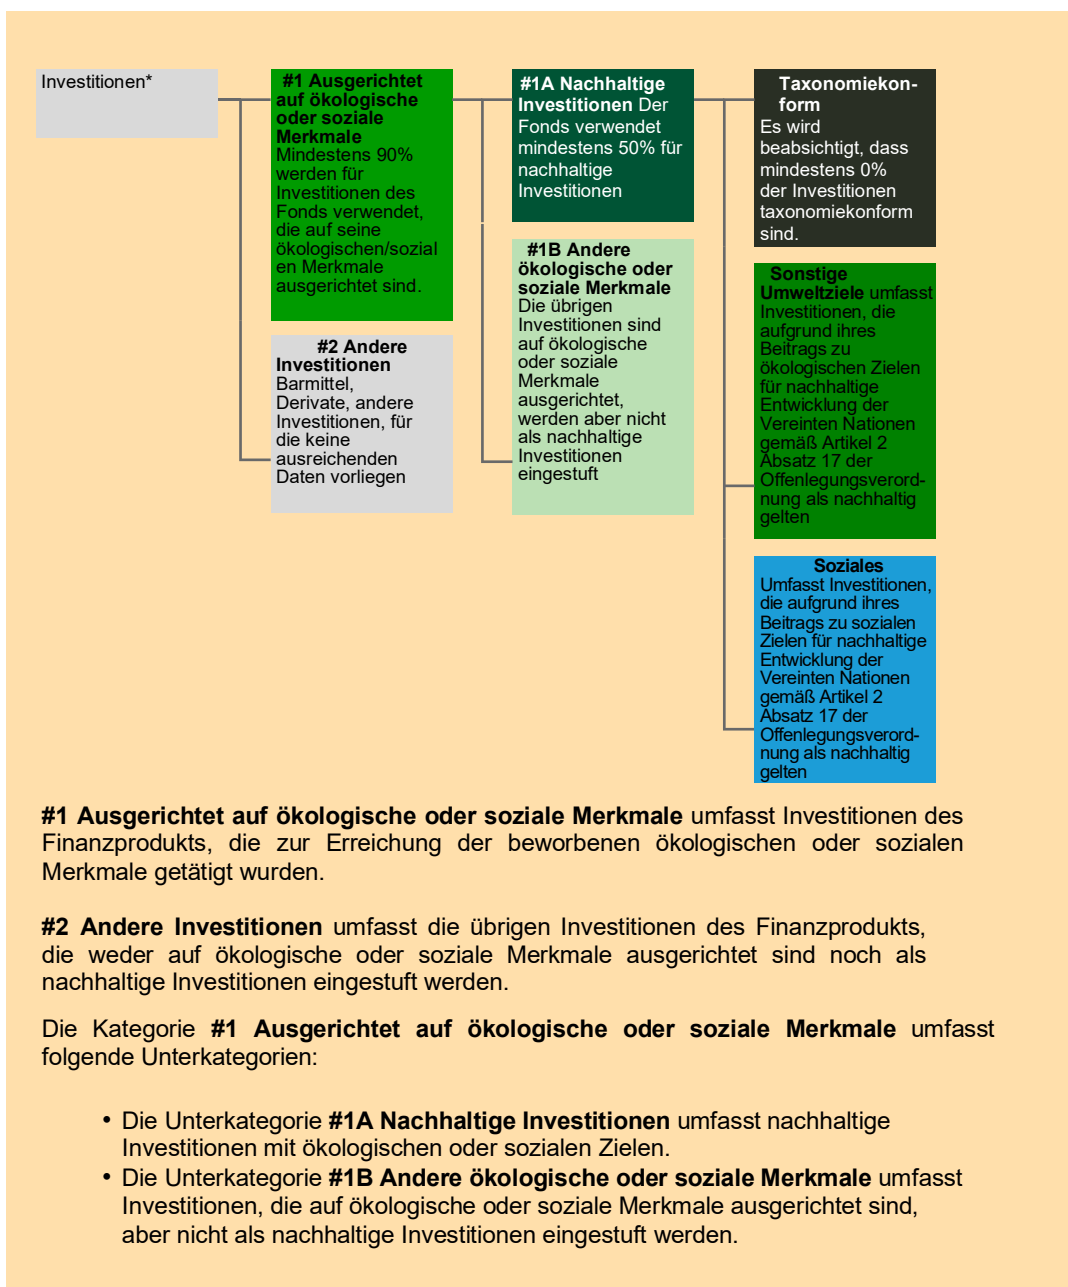 Investitionen*
#1 Ausgerichtet
auf ökologische
oder soziale
Merkmale
Mindestens 90%
werden für
Investitionen des
Fonds verwendet,
die auf seine
ökologischen/sozial
en Merkmale
ausgerichtet sind.
#2 Andere
Investitionen
Barmittel,
Derivate, andere
Investitionen, für
die keine
ausreichenden
Daten vorliegen
#1A Nachhaltige
Investitionen Der
Fonds verwendet
mindestens 50% für
nachhaltige
Investitionen
#1B Andere
ökologische oder
soziale Merkmale
Die übrigen
Investitionen sind
auf ökologische
oder soziale
Merkmale
ausgerichtet,
werden aber nicht
als nachhaltige
Investitionen
eingestuft
Taxonomiekon-
form
Es wird
beabsichtigt, dass
mindestens 0%
der Investitionen
taxonomiekonform
sind.
Sonstige
Umweltziele umfasst
Investitionen, die
aufgrund ihres
Beitrags zu
ökologischen Zielen
für nachhaltige
Entwicklung der
Vereinten Nationen
gemäß Artikel 2
Absatz 17 der
Offenlegungsverord-
nung als nachhaltig
gelten
Soziales
Umfasst Investitionen,
die aufgrund ihres
Beitrags zu sozialen
Zielen für nachhaltige
Entwicklung der
Vereinten Nationen
gemäß Artikel 2
Absatz 17 der
Offenlegungsverord-
nung als nachhaltig
gelten
#1 Ausgerichtet auf ökologische oder soziale Merkmale umfasst Investitionen des
Finanzprodukts, die zur Erreichung der beworbenen ökologischen oder sozialen
Merkmale getätigt wurden.
#2 Andere Investitionen umfasst die übrigen Investitionen des Finanzprodukts,
die weder auf ökologische oder soziale Merkmale ausgerichtet sind noch als
nachhaltige Investitionen eingestuft werden.
Die Kategorie #1 Ausgerichtet auf ökologische oder soziale Merkmale umfasst
folgende Unterkategorien:
• Die Unterkategorie #1A Nachhaltige Investitionen umfasst nachhaltige
Investitionen mit ökologischen oder sozialen Zielen.
• Die Unterkategorie #1B Andere ökologische oder soziale Merkmale umfasst
Investitionen, die auf ökologische oder soziale Merkmale ausgerichtet sind,
aber nicht als nachhaltige Investitionen eingestuft werden.